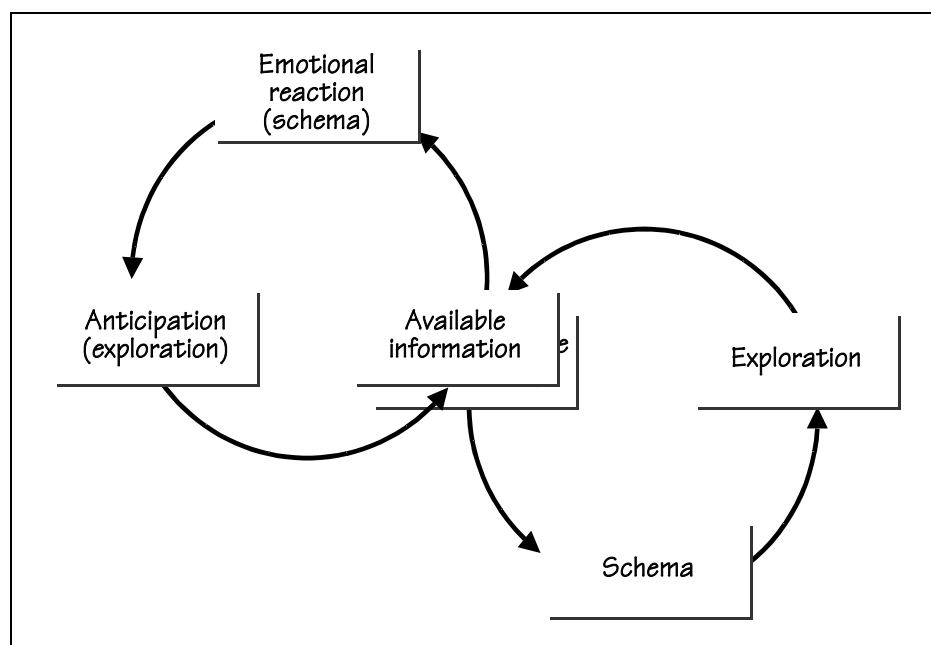 Emotional
reaction
(schema)
Anticipation
(exploration)
Available
information
e
Exploration
Schema